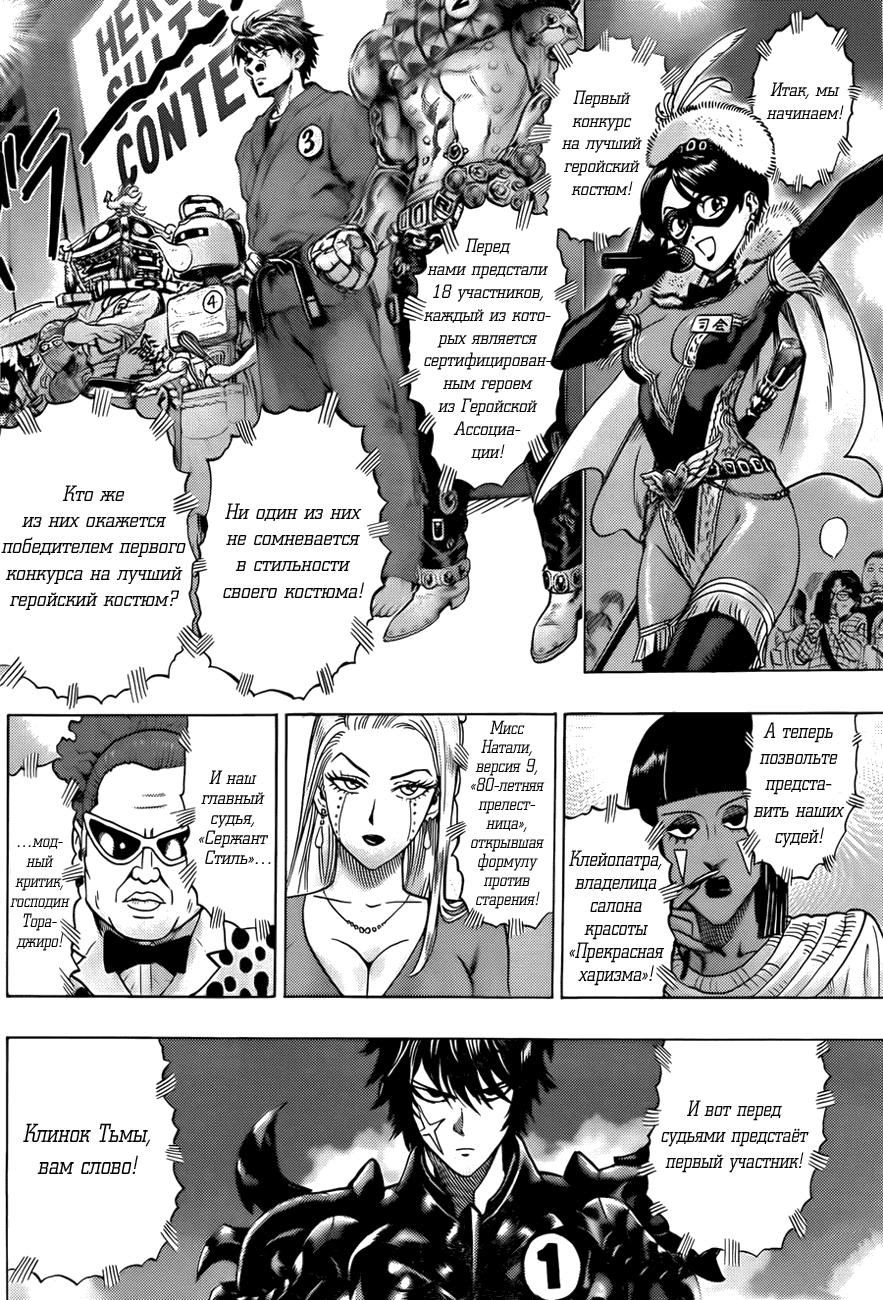 Итак, мы
начинаем!
Первый
конкурс
на лучший
геройский
костюм!
HERO
SUITS
CONTE
3
2
4
司会
Перед
нами предстали
18 участников,
каждый из кото-
рых является
сертифицирован-
ным героем
из Геройской
Ассоциа-
ции!
Ни один из них
не сомневается
в стильности
своего костюма!
Кто же
из них окажется
победителем первого
конкурса на лучший
геройский костюм?
А теперь
позвольте
предста-
вить наших
судей!
Клейопатра,
владелица
салона
красоты
«Прекрасная
харизма»!
Мисс
Натали,
версия 9,
«80-летняя
прелест-
ница»,
открывшая
формулу
против
старения!
И наш
главный
судья,
«Сержант
Стиль»...
...мод-
ный
критик,
господин
Тора-
джиро!
И вот перед
судьями предстаёт
первый участник!
Клинок Тьмы,
вам слово!
1